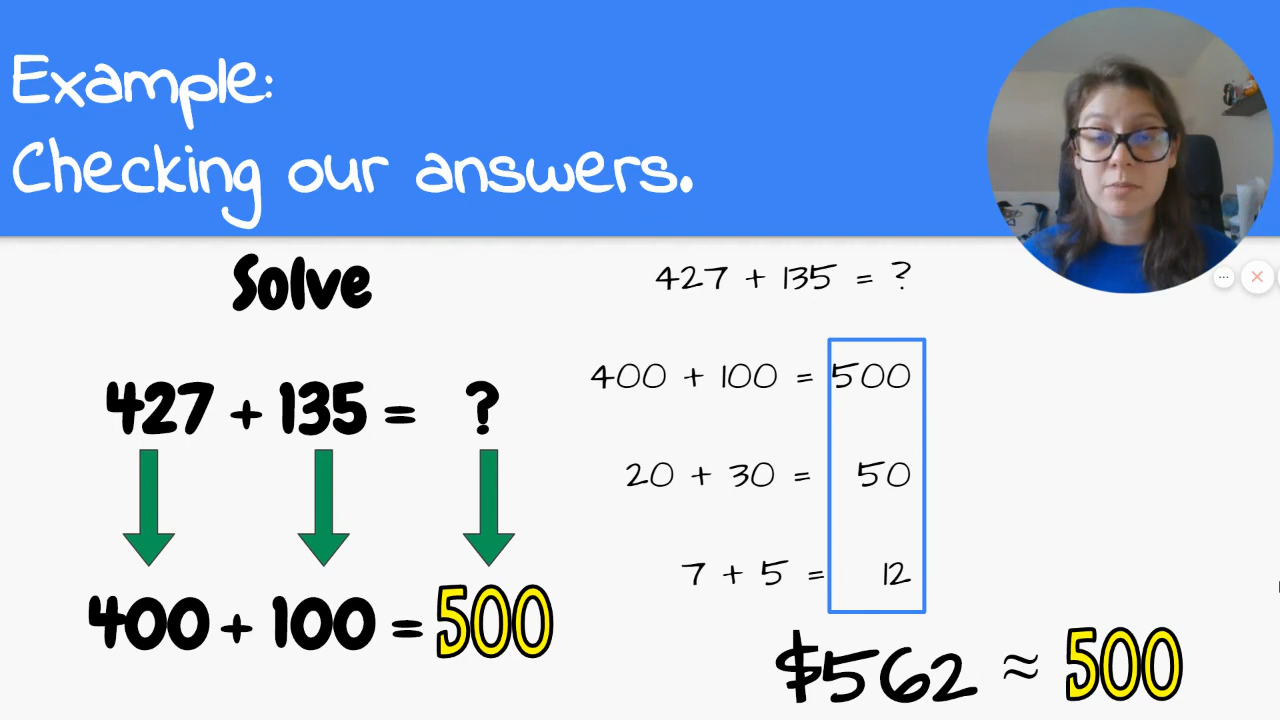 Example:
Checking our answers.
Solve
427 + 135 = ?
400 + 100 = 500
427 + 135 = ?
400 + 100 = 500
20 + 30 = 50
7 + 5 = 12
$562 ≈ 500